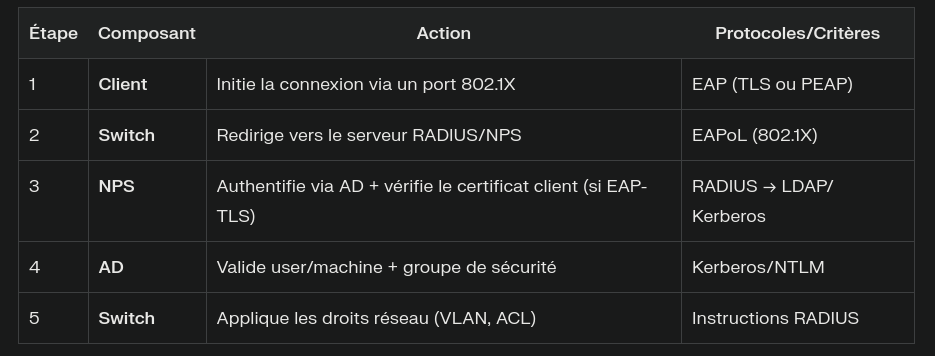 Étape Composant Action Protocoles/Critères
1 Client Initie la connexion via un port 802.1X EAP (TLS ou PEAP)
2 Switch Redirige vers le serveur RADIUS/NPS EAPoL (802.1X)
3 NPS Authentifie via AD + vérifie le certificat client (si EAP- RADIUS → LDAP/
TLS) Kerberos
4 AD Valide user/machine + groupe de sécurité Kerberos/NTLM
5 Switch Applique les droits réseau (VLAN, ACL) Instructions RADIUS